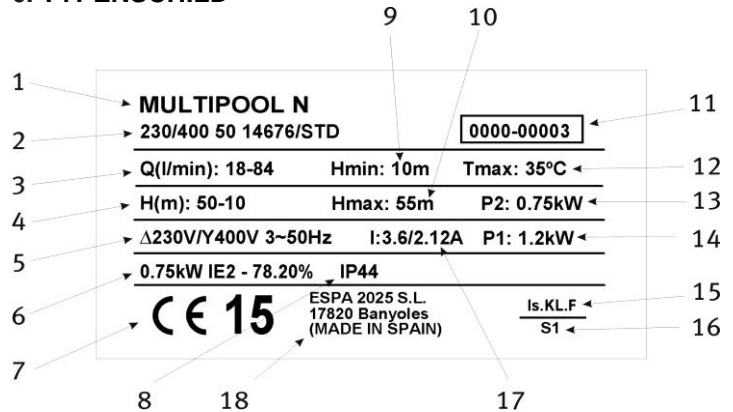 TYPENSCHILD
9 10
1 MULTIPOOL N 11
2 230/400 50 14676/STD 0000-00003
3 Q(l/min): 18-84 Hmin: 10m Tmax: 35ºC 12
4 H(m): 50-10 Hmax: 55m P2: 0.75kW 13
5 Δ230V/Y400V 3~50Hz I:3.6/2.12A P1: 1.2kW 14
6 0.75kW IE2 - 78.20% IP44
7 CE 15 ESPA 2025 S.L.
17820 Banyoles
(MADE IN SPAIN)
Is.KL.F 15
S1 16
8 18 17